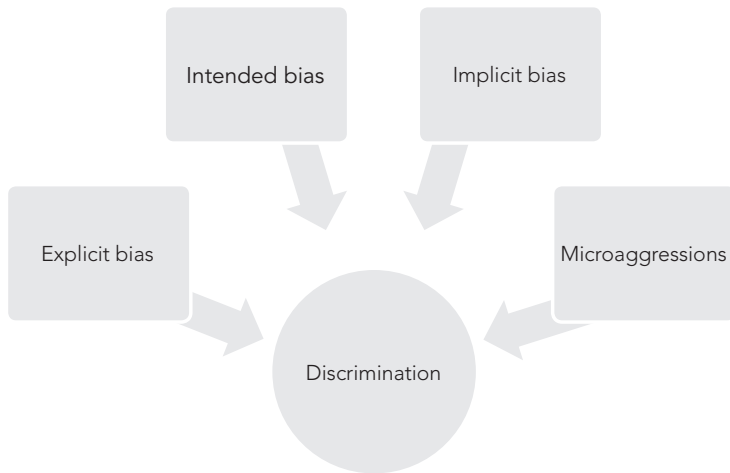 Intended bias
Implicit bias
Explicit bias
Microaggressions
Discrimination